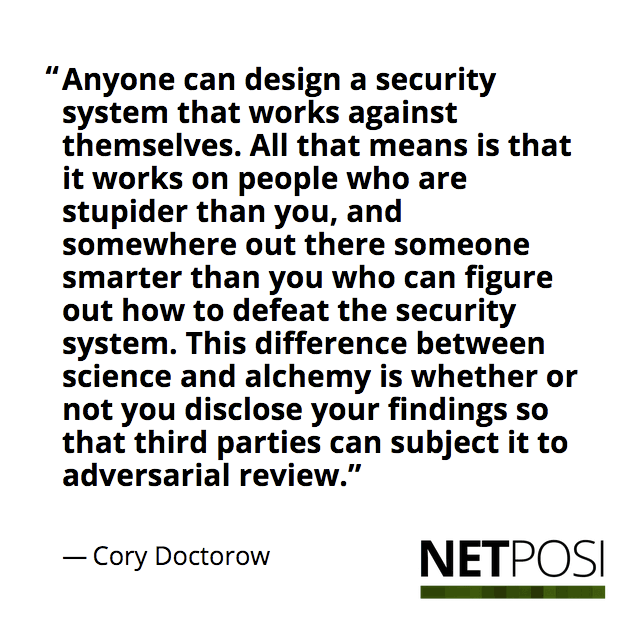 “Anyone can design a security
system that works against
themselves. All that means is that
it works on people who are
stupider than you, and
somewhere out there someone
smarter than you who can figure
out how to defeat the security
system. This difference between
science and alchemy is whether or
not you disclose your findings so
that third parties can subject it to
adversarial review.”
— Cory Doctorow
NETPOSI